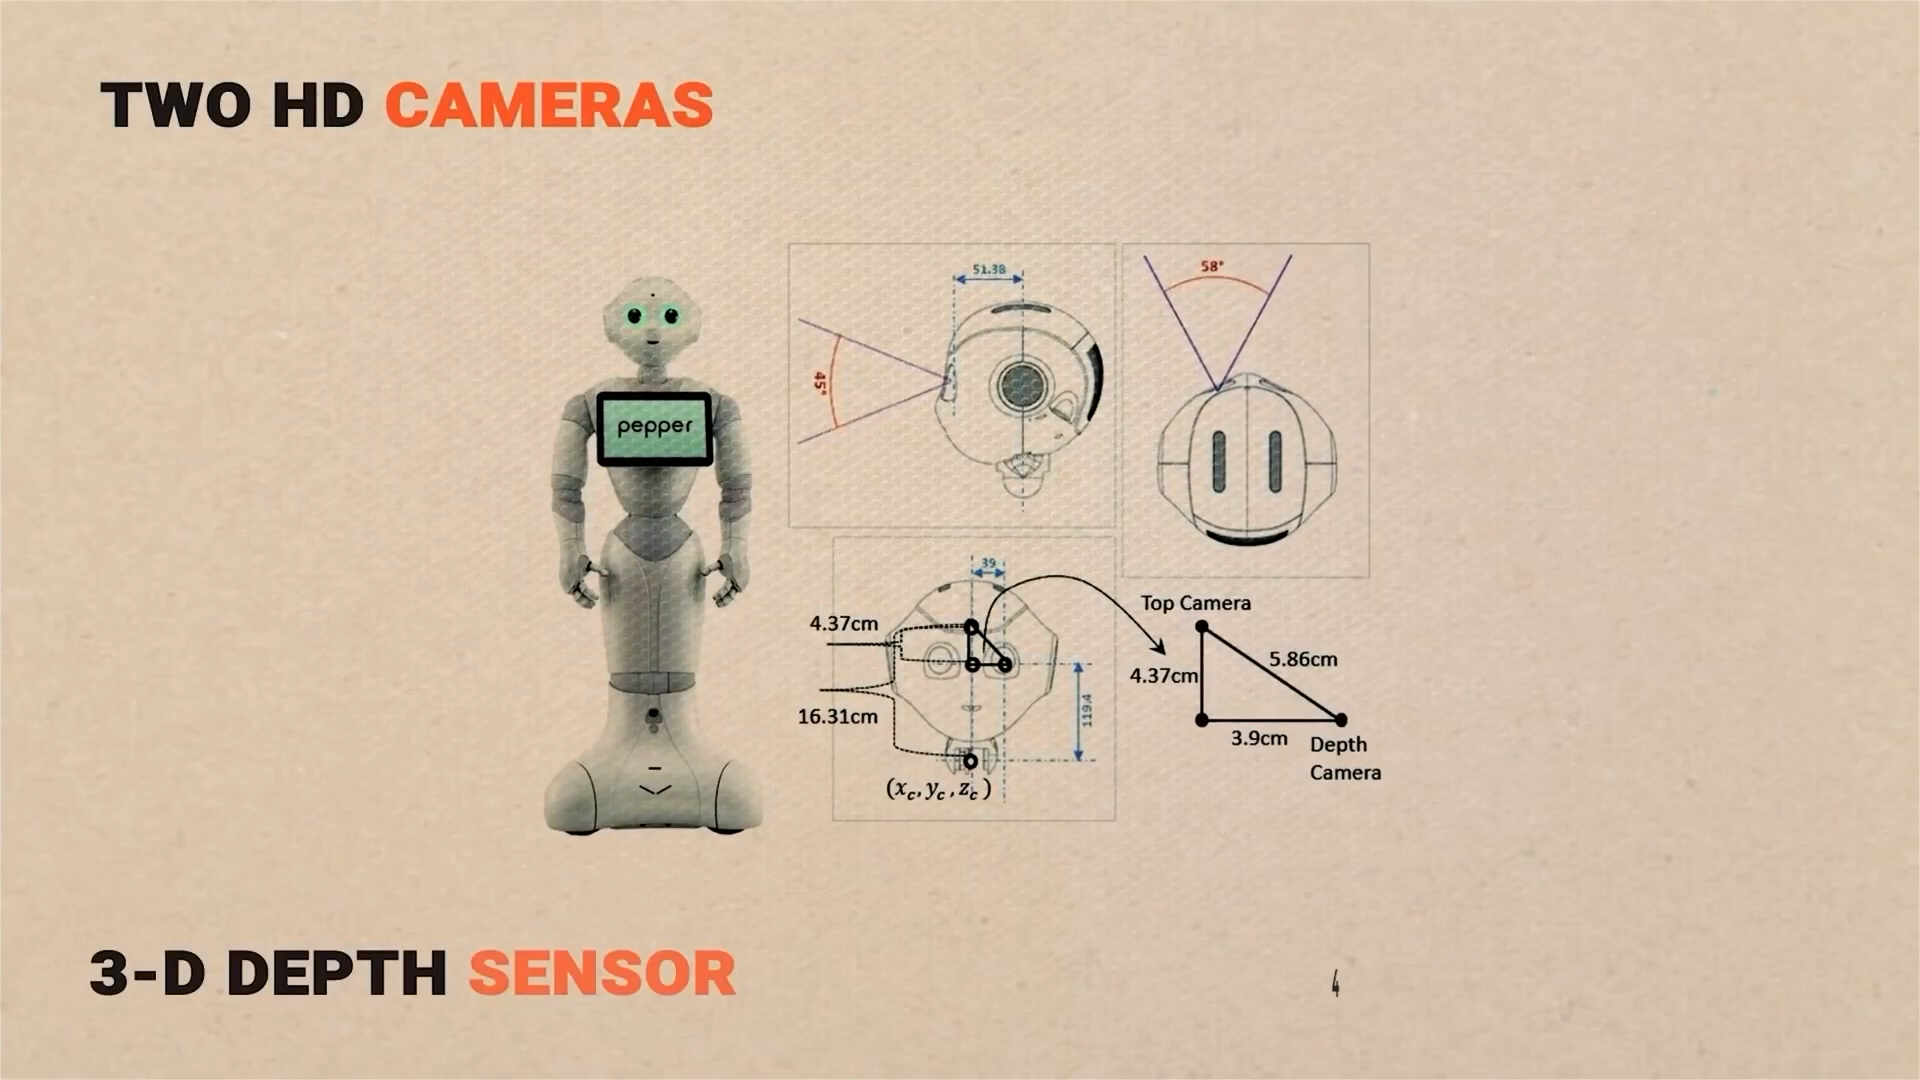 TWO HD CAMERAS
pepper
51.38
45°
58°
39
4.37cm
16.31cm
119.4
(x_c, y_c, z_c)
Top Camera
5.86cm
4.37cm
3.9cm
Depth
Camera
3-D DEPTH SENSOR